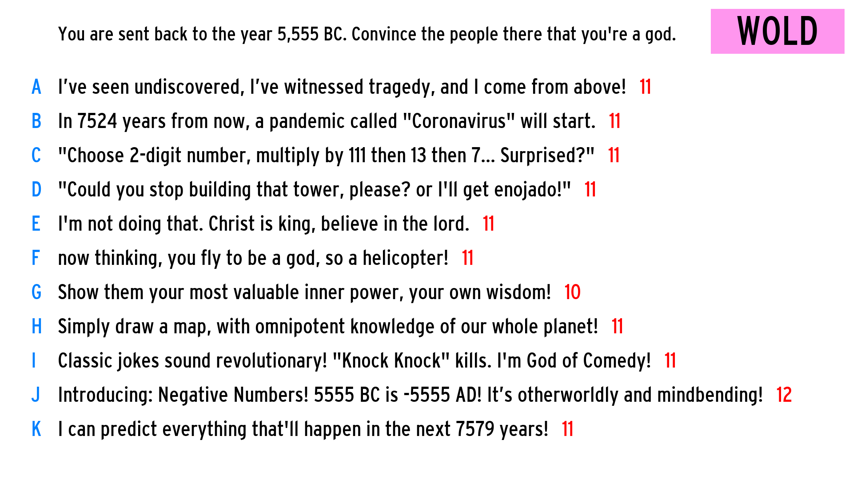 You are sent back to the year 5,555 BC. Convince the people there that you're a god.
WOLD
A I've seen undiscovered, I've witnessed tragedy, and I come from above! 11
B In 7524 years from now, a pandemic called "Coronavirus" will start. 11
C "Choose 2-digit number, multiply by 111 then 13 then 7... Surprised?" 11
D "Could you stop building that tower, please? or I'll get enojado!" 11
E I'm not doing that. Christ is king, believe in the lord. 11
F now thinking, you fly to be a god, so a helicopter! 11
G Show them your most valuable inner power, your own wisdom! 10
H Simply draw a map, with omnipotent knowledge of our whole planet! 11
I Classic jokes sound revolutionary! "Knock Knock" kills. I'm God of Comedy! 11
J Introducing: Negative Numbers! 5555 BC is -5555 AD! It's otherworldly and mindbending! 12
K I can predict everything that'll happen in the next 7579 years! 11